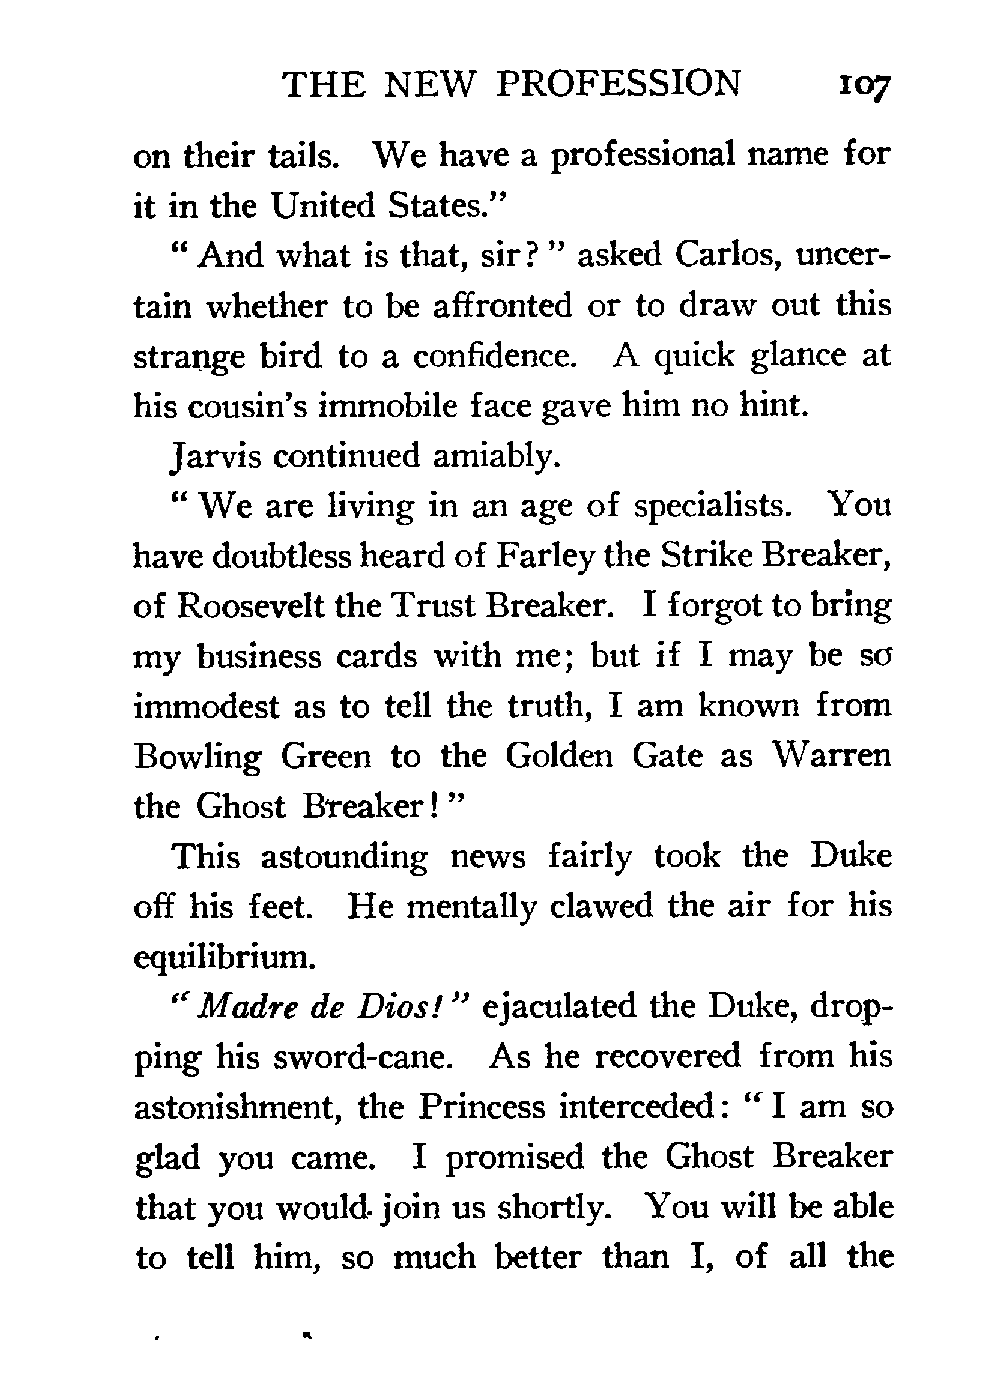 THE NEW PROFESSION 107
on their tails. We have a professional name for
it in the United States."
" And what is that, sir? " asked Carlos, uncer-
tain whether to be affronted or to draw out this
strange bird to a confidence. A quick glance at
his cousin's immobile face gave him no hint.
Jarvis continued amiably.
" We are living in an age of specialists. You
have doubtless heard of Farley the Strike Breaker,
of Roosevelt the Trust Breaker. I forgot to bring
my business cards with me; but if I may be so
immodest as to tell the truth, I am known from
Bowling Green to the Golden Gate as Warren
the Ghost Breaker! "
This astounding news fairly took the Duke
off his feet. He mentally clawed the air for his
equilibrium.
" Madre de Dios! " ejaculated the Duke, drop-
ping his sword-cane. As he recovered from his
astonishment, the Princess interceded: " I am so
glad you came. I promised the Ghost Breaker
that you would join us shortly. You will be able
to tell him, so much better than I, of all the